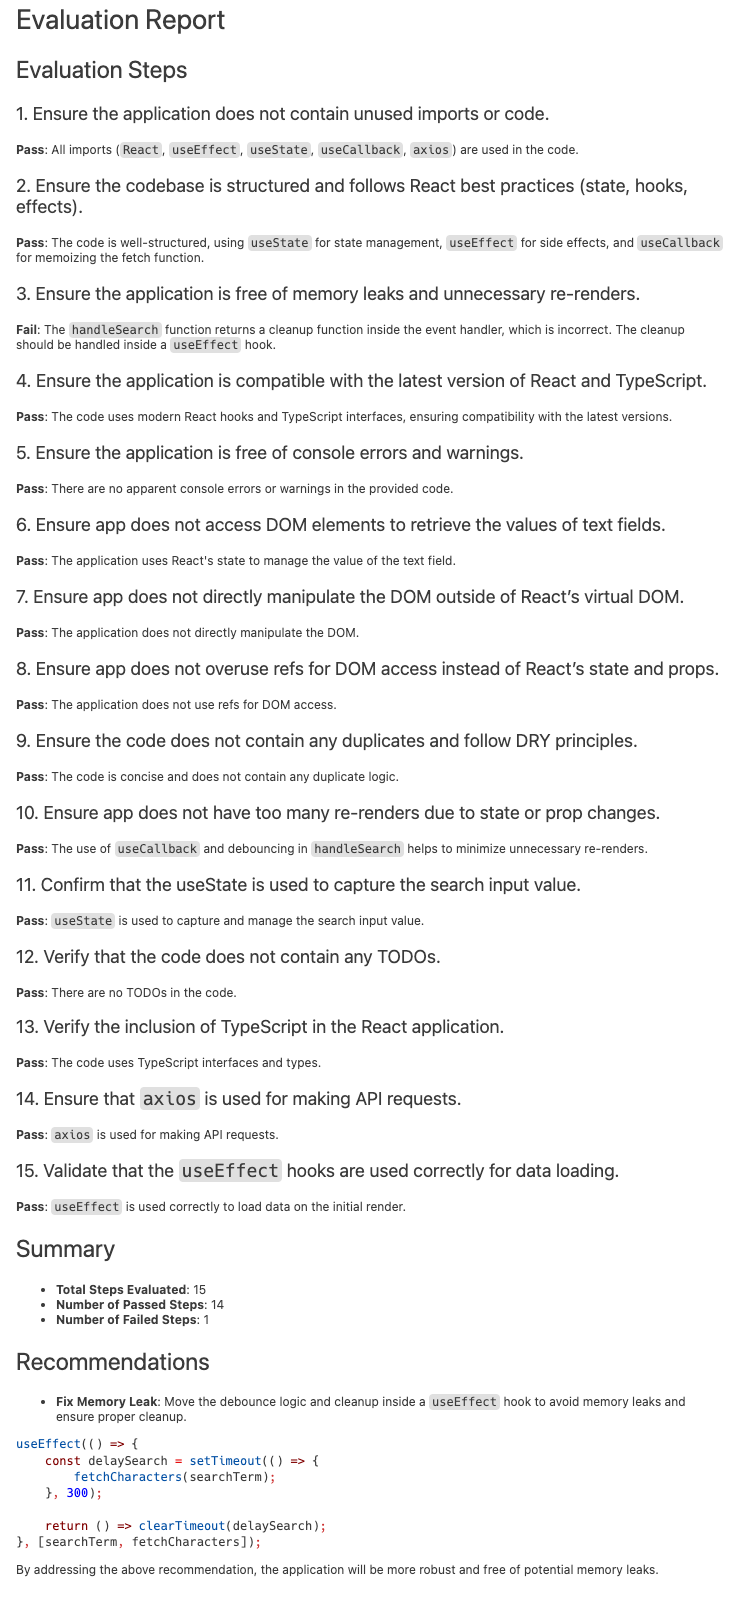 Evaluation Report
Evaluation Steps
1. Ensure the application does not contain unused imports or code.
Pass: All imports (React, useEffect, useState, useCallback, axios) are used in the code.
2. Ensure the codebase is structured and follows React best practices (state, hooks,
effects).
Pass: The code is well-structured, using useState for state management, useEffect for side effects, and useCallback
for memoizing the fetch function.
3. Ensure the application is free of memory leaks and unnecessary re-renders.
Fail: The handleSearch function returns a cleanup function inside the event handler, which is incorrect. The cleanup
should be handled inside a useEffect hook.
4. Ensure the application is compatible with the latest version of React and TypeScript.
Pass: The code uses modern React hooks and TypeScript interfaces, ensuring compatibility with the latest versions.
5. Ensure the application is free of console errors and warnings.
Pass: There are no apparent console errors or warnings in the provided code.
6. Ensure app does not access DOM elements to retrieve the values of text fields.
Pass: The application uses React's state to manage the value of the text field.
7. Ensure app does not directly manipulate the DOM outside of React’s virtual DOM.
Pass: The application does not directly manipulate the DOM.
8. Ensure app does not overuse refs for DOM access instead of React’s state and props.
Pass: The application does not use refs for DOM access.
9. Ensure the code does not contain any duplicates and follow DRY principles.
Pass: The code is concise and does not contain any duplicate logic.
10. Ensure app does not have too many re-renders due to state or prop changes.
Pass: The use of useCallback and debouncing in handleSearch helps to minimize unnecessary re-renders.
11. Confirm that the useState is used to capture the search input value.
Pass: useState is used to capture and manage the search input value.
12. Verify that the code does not contain any TODOs.
Pass: There are no TODOs in the code.
13. Verify the inclusion of TypeScript in the React application.
Pass: The code uses TypeScript interfaces and types.
14. Ensure that axios is used for making API requests.
Pass: axios is used for making API requests.
15. Validate that the useEffect hooks are used correctly for data loading.
Pass: useEffect is used correctly to load data on the initial render.
Summary
• Total Steps Evaluated: 15
• Number of Passed Steps: 14
• Number of Failed Steps: 1
Recommendations
• Fix Memory Leak: Move the debounce logic and cleanup inside a useEffect hook to avoid memory leaks and
ensure proper cleanup.
useEffect(() => {
    const delaySearch = setTimeout(() => {
        fetchCharacters(searchTerm);
    }, 300);
    return () => clearTimeout(delaySearch);
}, [searchTerm, fetchCharacters]);
By addressing the above recommendation, the application will be more robust and free of potential memory leaks.